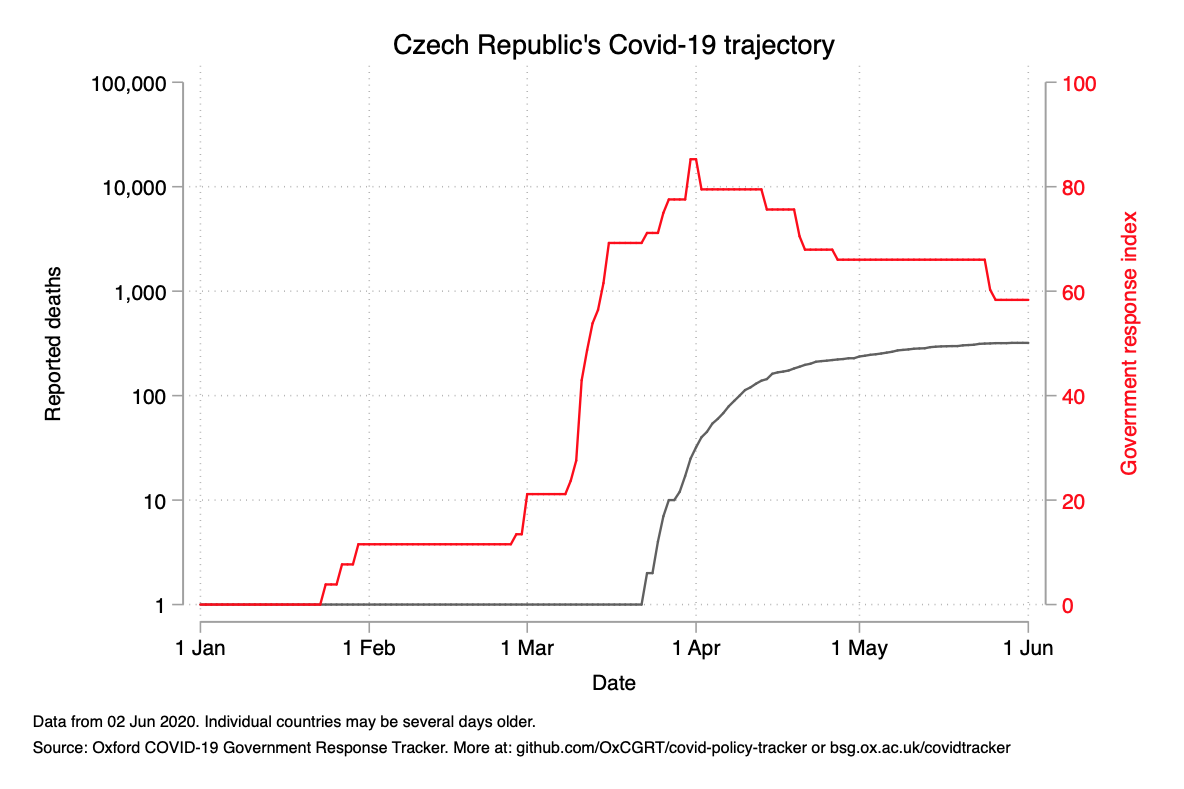 Czech Republic's Covid-19 trajectory
100,000
10,000
1,000
100
10
1
Reported deaths
100
80
60
40
20
0
Government response index
1 Jan
1 Feb
1 Mar
1 Apr
1 May
1 Jun
Date
Data from 02 Jun 2020. Individual countries may be several days older.
Source: Oxford COVID-19 Government Response Tracker. More at: github.com/OxCGRT/covid-policy-tracker or bsg.ox.ac.uk/covidtracker